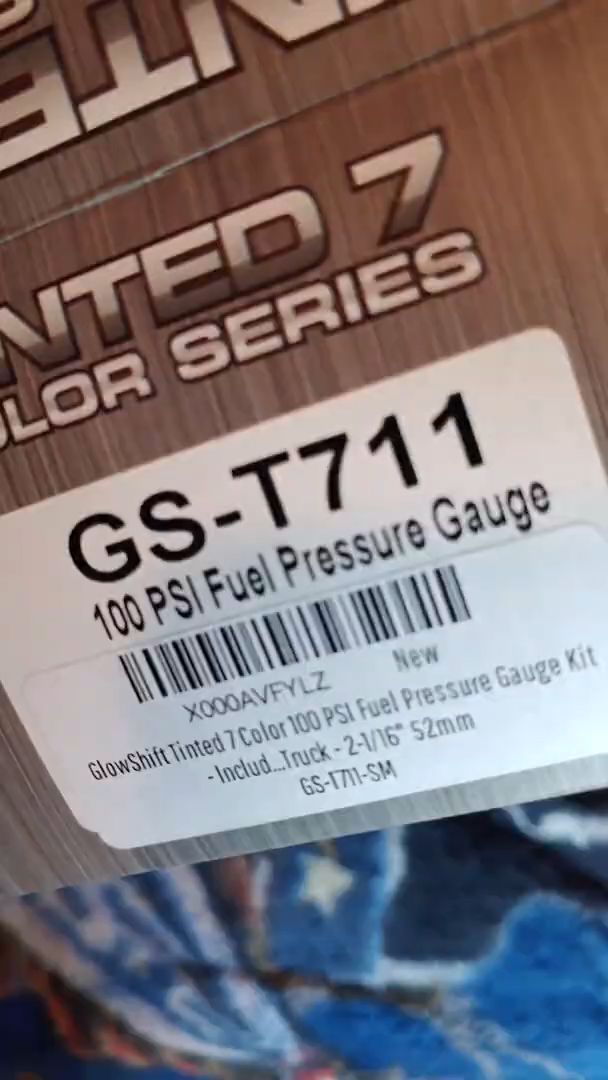 NTED 7
OLOR SERIES
GS-T711
100 PSI Fuel Pressure Gauge
X000AVFYLZ
New
GlowShift Tinted 7 Color 100 PSI Fuel Pressure Gauge Kit
- Includ...Truck - 2-1/16" 52mm
GS-T711-SM